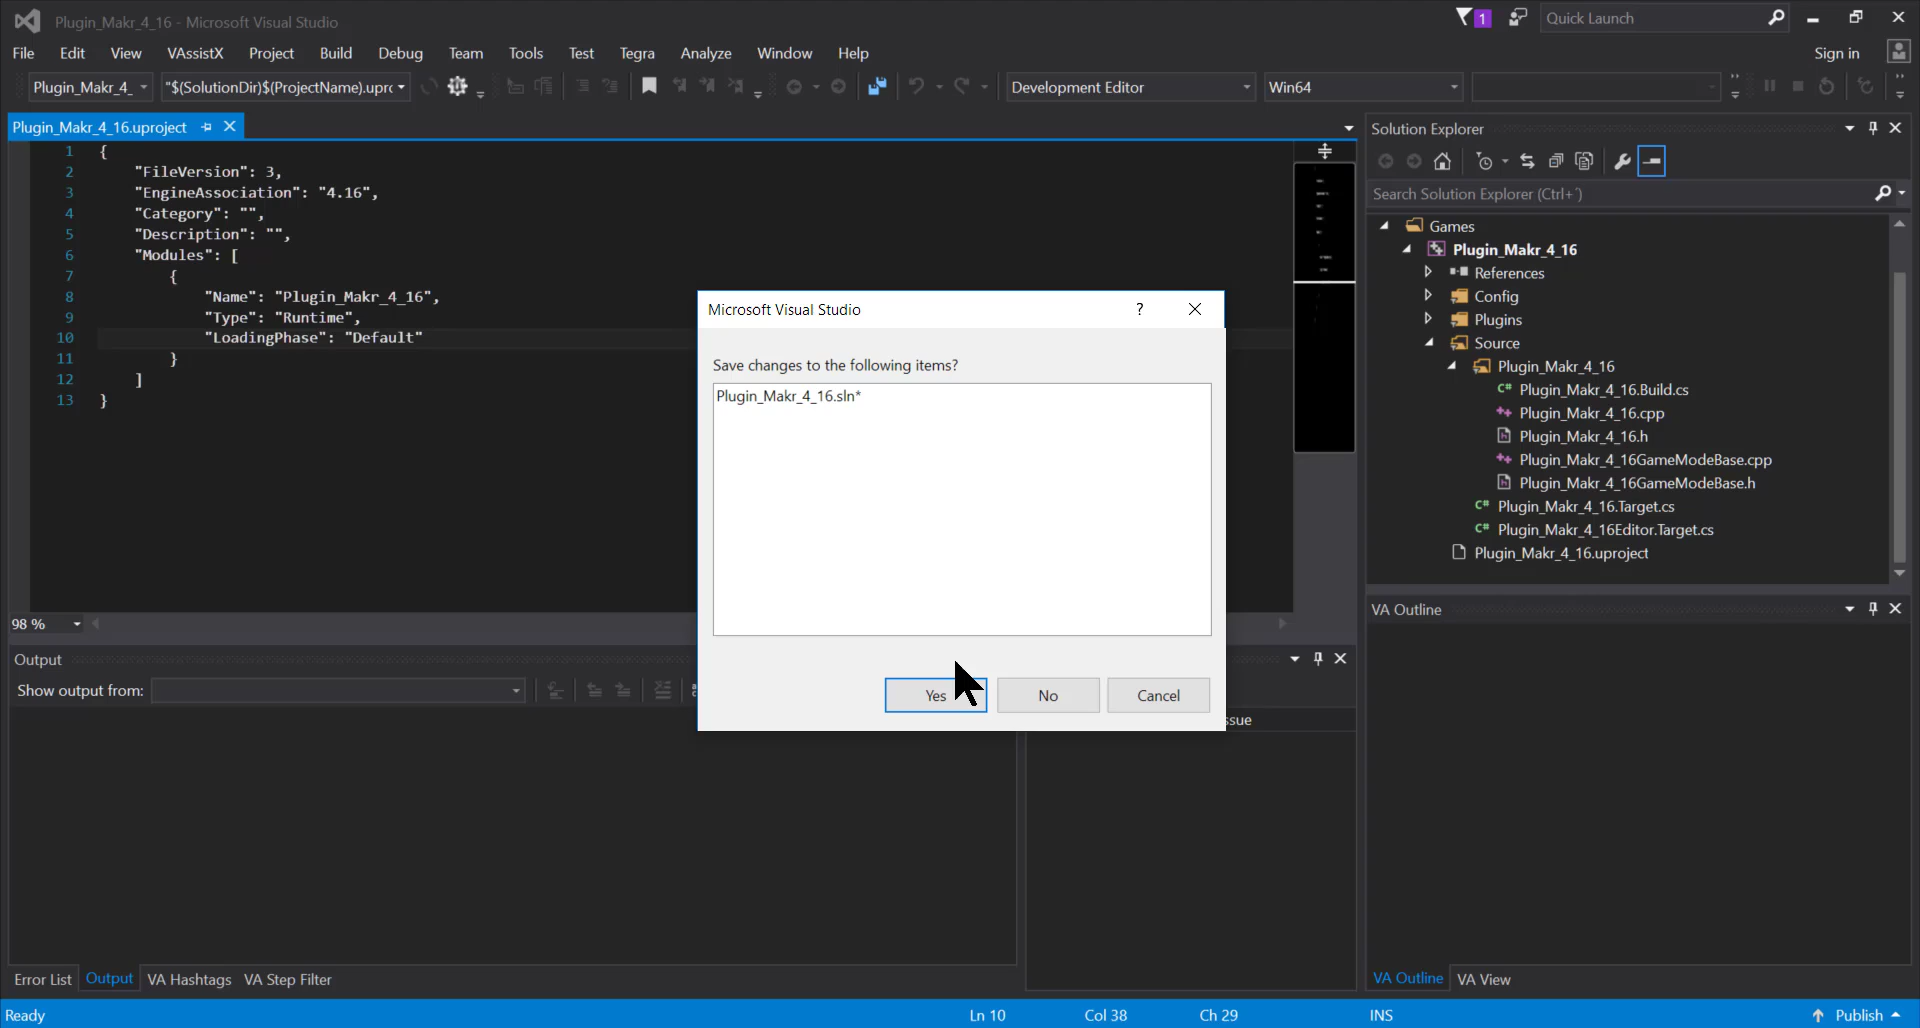 Plugin_Makr_4_16 - Microsoft Visual Studio
1
Quick Launch
File Edit View VAssistX Project Build Debug Team Tools Test Tegra Analyze Window Help
Sign in
Plugin_Makr_4_
"$(SolutionDir)$(ProjectName).upro
Development Editor
Win64
Plugin_Makr_4_16.uproject
1 {
2 "FileVersion": 3,
3 "EngineAssociation": "4.16",
4 "Category": "",
5 "Description": "",
6 "Modules": [
7 {
8 "Name": "Plugin_Makr_4_16",
9 "Type": "Runtime",
10 "LoadingPhase": "Default"
11 }
12 ]
13 }
98 %
Microsoft Visual Studio
?
Save changes to the following items?
Plugin_Makr_4_16.sln*
Yes
No
Cancel
Output
Show output from:
ssue
Error List
Output
VA Hashtags
VA Step Filter
Solution Explorer
Search Solution Explorer (Ctrl+´)
Games
Plugin_Makr_4_16
References
Config
Plugins
Source
Plugin_Makr_4_16
C# Plugin_Makr_4_16.Build.cs
Plugin_Makr_4_16.cpp
Plugin_Makr_4_16.h
Plugin_Makr_4_16GameModeBase.cpp
Plugin_Makr_4_16GameModeBase.h
C# Plugin_Makr_4_16.Target.cs
C# Plugin_Makr_4_16Editor.Target.cs
Plugin_Makr_4_16.uproject
VA Outline
VA Outline
VA View
Ready
Ln 10
Col 38
Ch 29
INS
Publish